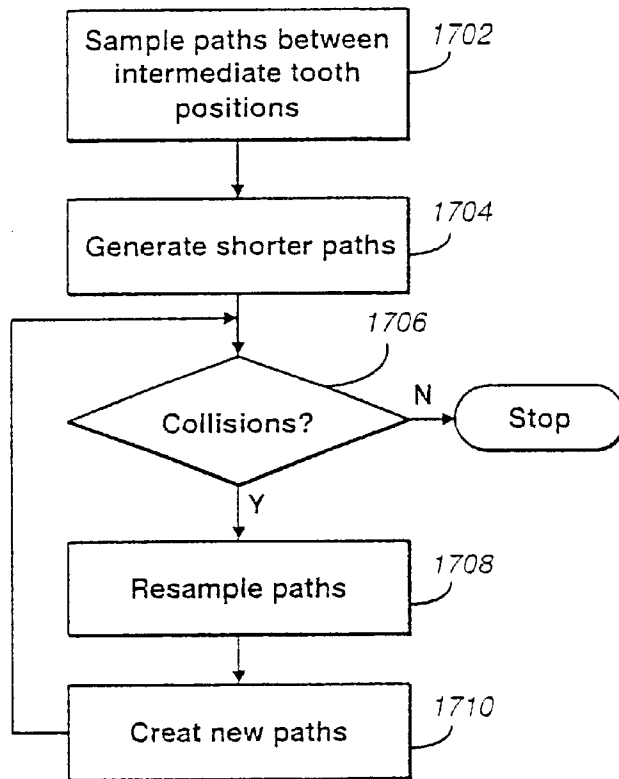 Sample paths between
intermediate tooth
positions
1702
Generate shorter paths
1704
Collisions?
1706
N
Stop
Y
Resample paths
1708
Creat new paths
1710